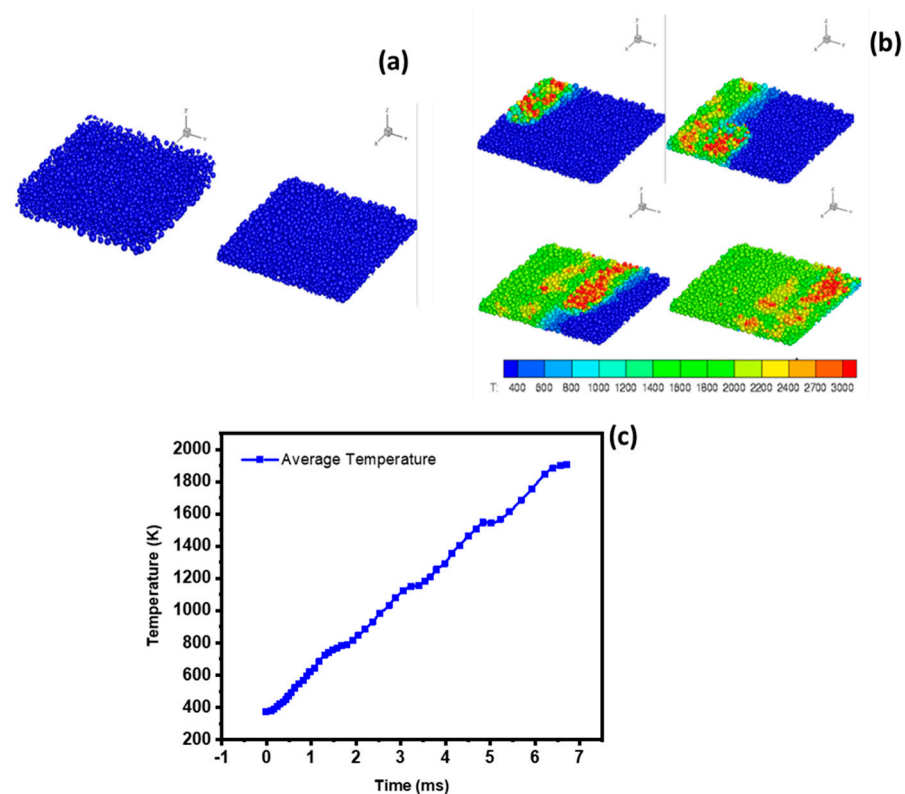 (a)
(b)
Z
X
Y
Z
X
Y
Z
X
Y
Z
X
Y
Z
X
Y
Z
X
Y
T: 400 600 800 1000 1200 1400 1600 1800 2000 2200 2400 2700 3000
(c)
Average Temperature
Temperature (K)
2000
1800
1600
1400
1200
1000
800
600
400
200
-1 0 1 2 3 4 5 6 7
Time (ms)